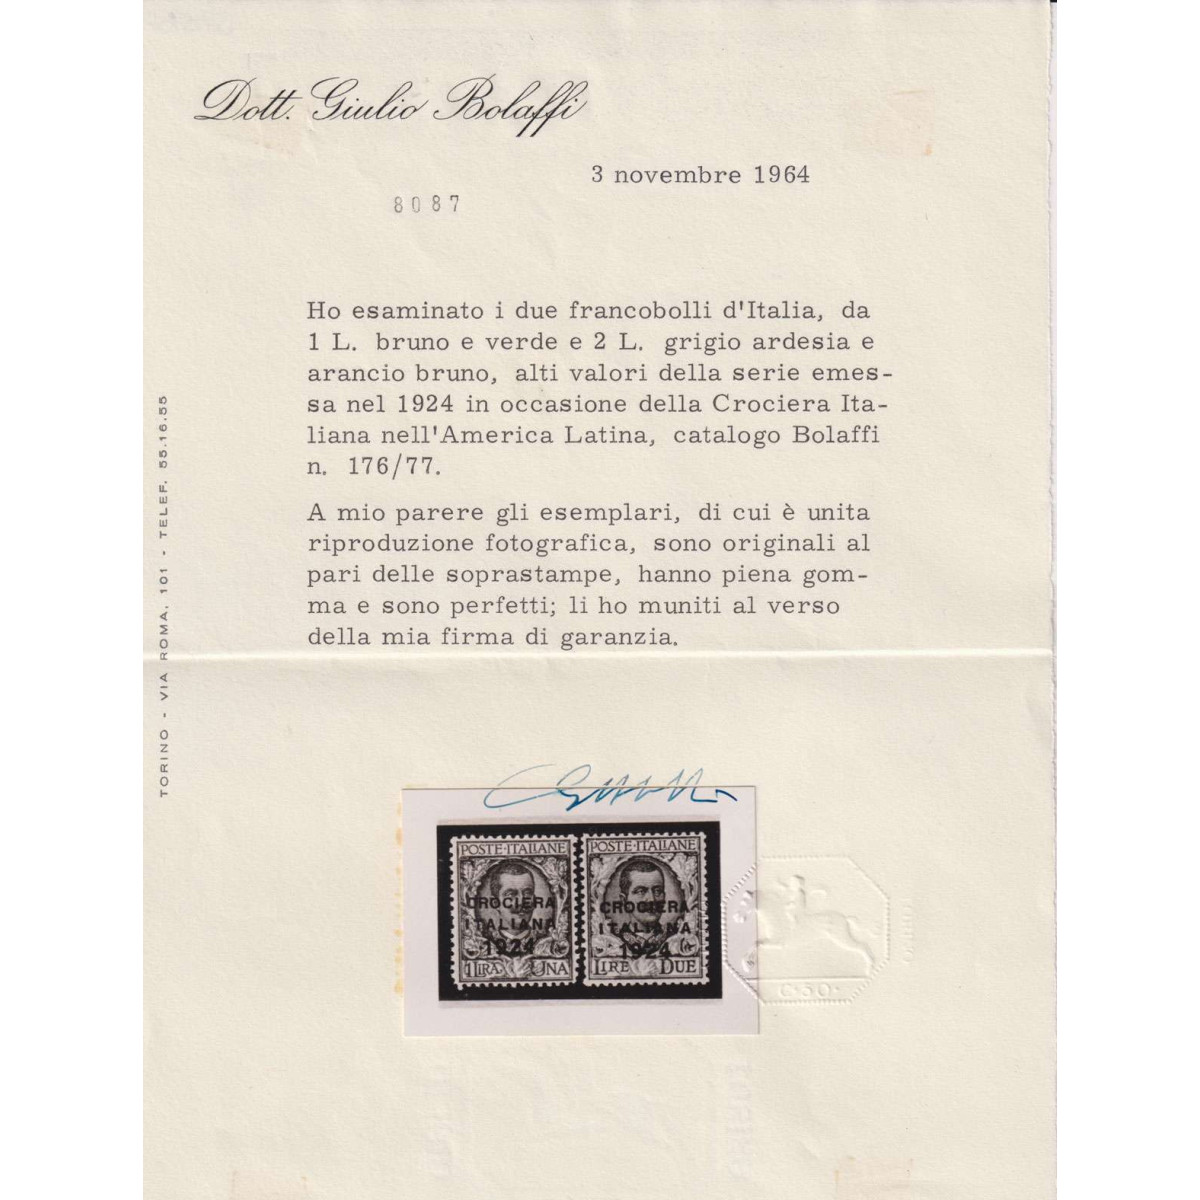 Dott. Giulio Bolaffi
3 novembre 1964
8087
Ho esaminato i due francobolli d'Italia, da
1 L. bruno e verde e 2 L. grigio ardesia e
arancio bruno, alti valori della serie emes-
sa nel 1924 in occasione della Crociera Ita-
liana nell'America Latina, catalogo Bolaffi
n. 176/77.
A mio parere gli esemplari, di cui è unita
riproduzione fotografica, sono originali al
pari delle soprastampe, hanno piena gom-
ma e sono perfetti; li ho muniti al verso
della mia firma di garanzia.
TORINO - VIA ROMA, 101 - TELEF. 55.16.55
POSTE·ITALIANE
CROCIERA
ITALIANA
1924
1 LIRA UNA
POSTE·ITALIANE
CROCIERA
ITALIANA
1924
LIRE DUE
C·50·